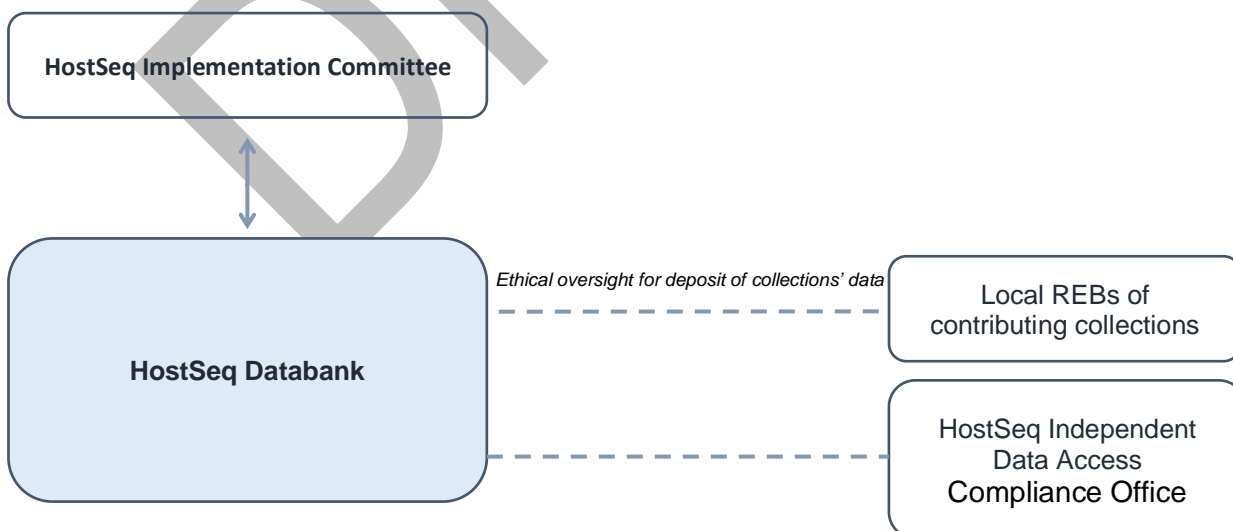 HostSeq Implementation Committee
Ethical oversight for deposit of collections’ data
Local REBs of
contributing collections
HostSeq Databank
HostSeq Independent
Data Access
Compliance Office